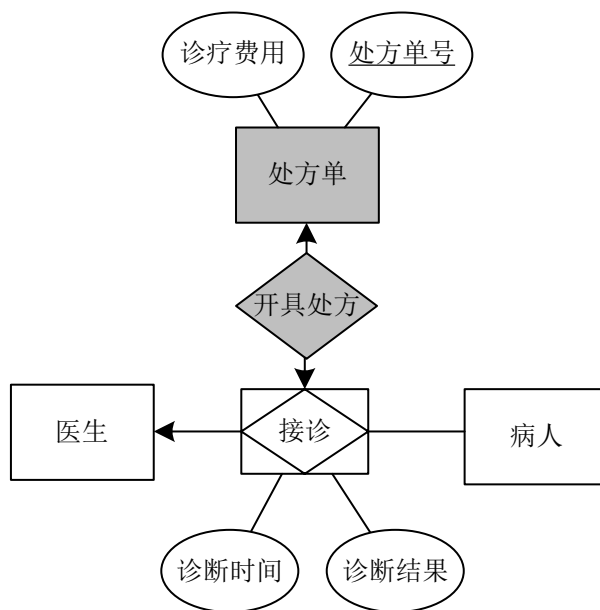 诊疗费用
处方单号
处方单
开具处方
医生
接诊
病人
诊断时间
诊断结果